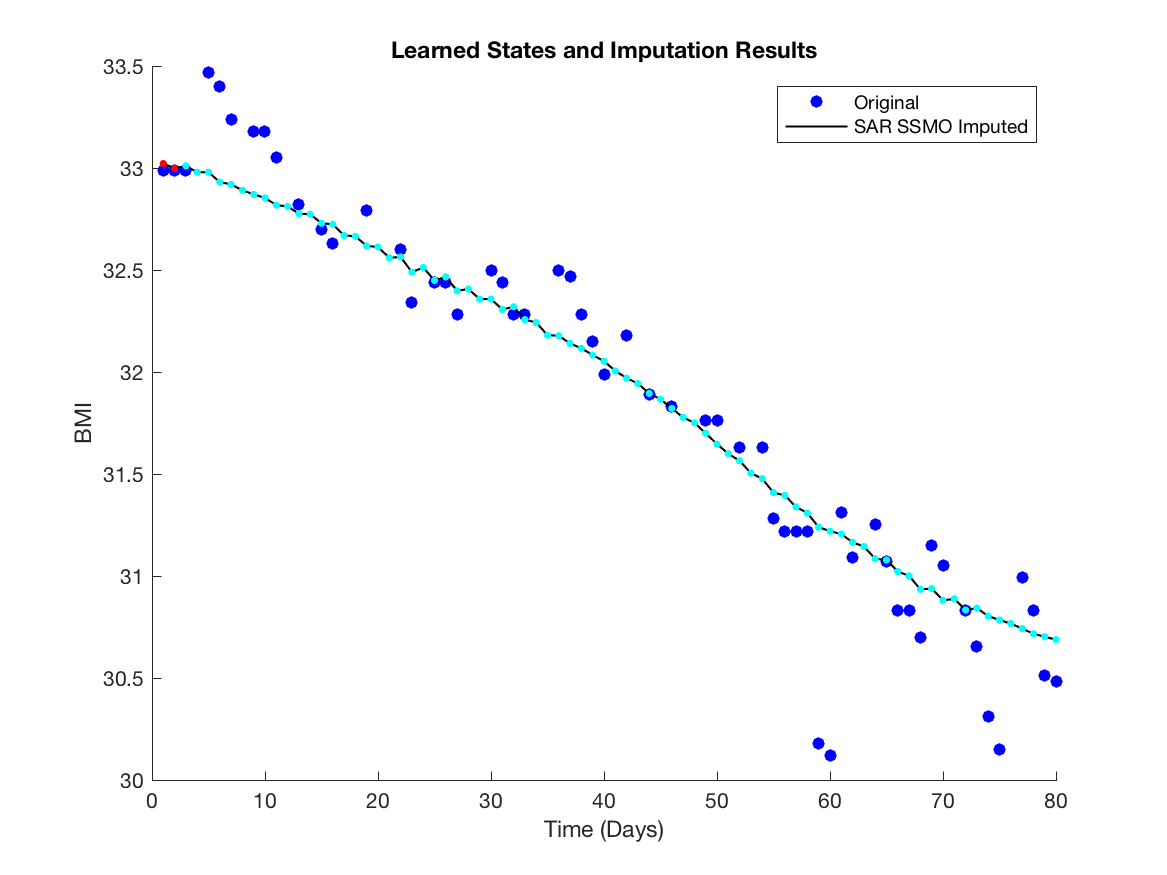 Learned States and Imputation Results
Original
SAR SSMO Imputed
BMI
33.5
33
32.5
32
31.5
31
30.5
30
0 10 20 30 40 50 60 70 80
Time (Days)